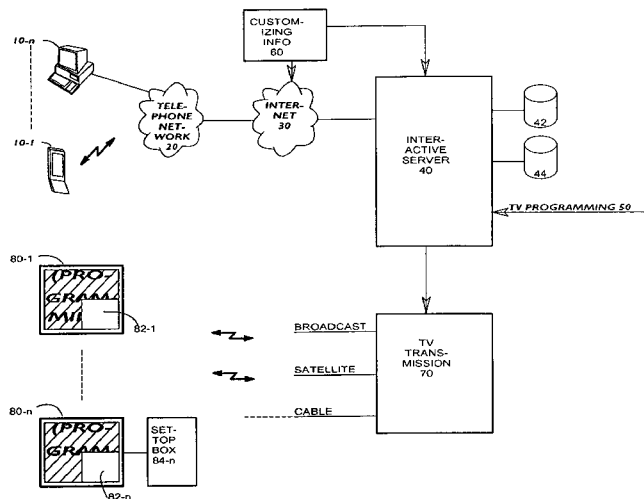 10-n
CUSTOM-
IZING
INFO
60
TELE-
PHONE
NET-
WORK
20
INTER-
NET
30
INTER-
ACTIVE
SERVER
40
42
44
10-1
TV PROGRAMMING 50
80-1
(PRO-
GRAM
MII
82-1
BROADCAST
SATELLITE
CABLE
TV
TRANS-
MISSION
70
80-n
(PRO-
GRAM
82-n
SET-
TOP
BOX
84-n